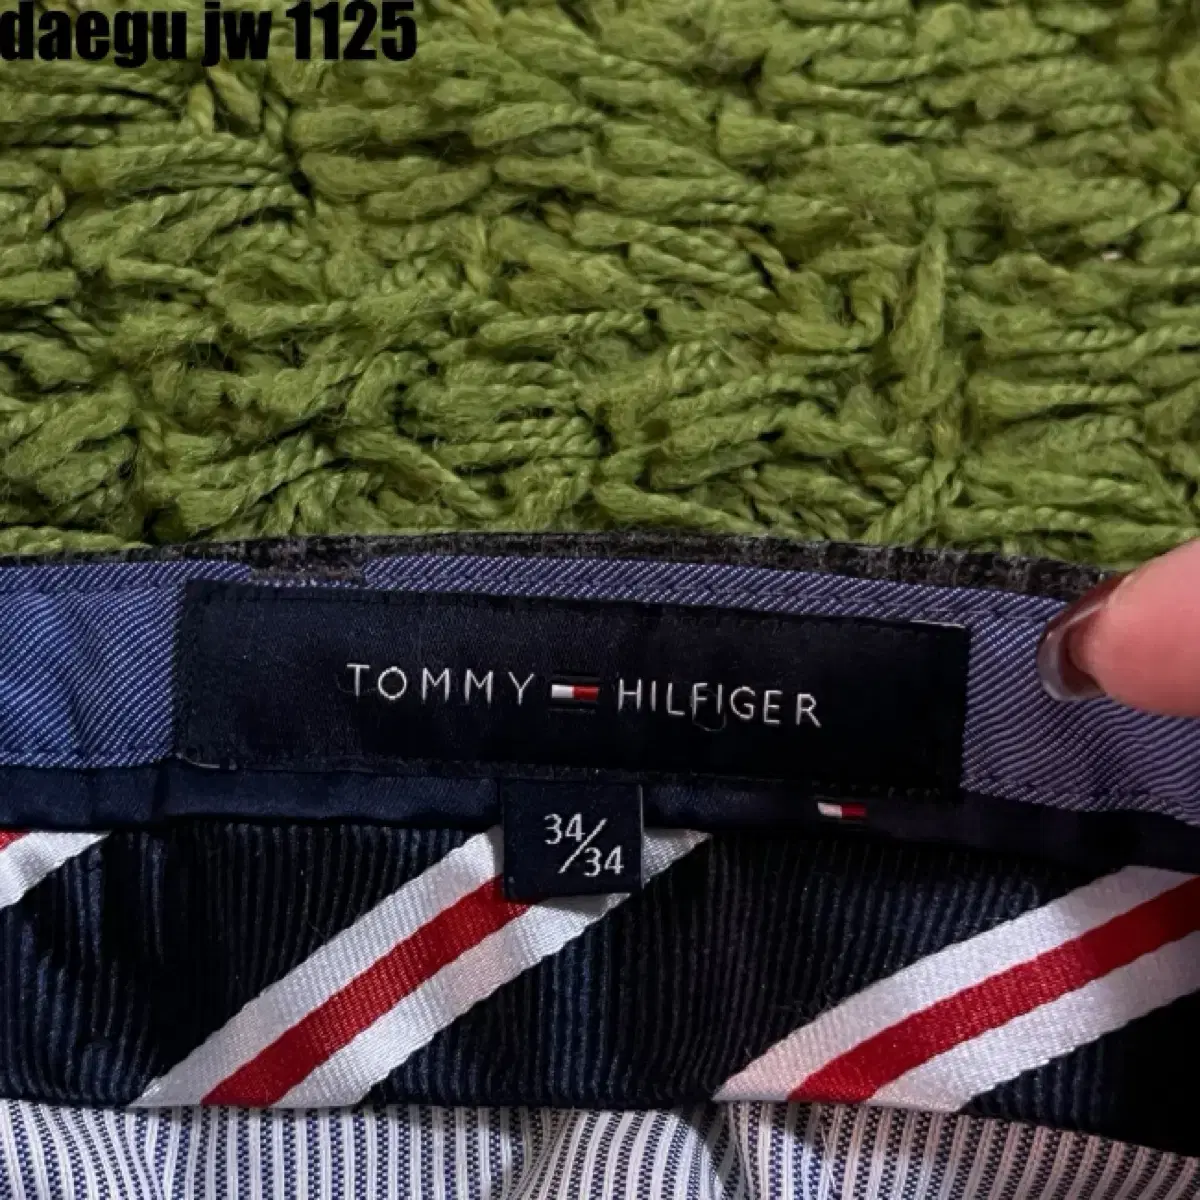 daegu jw 1125
TOMMY HILFIGER
34/34